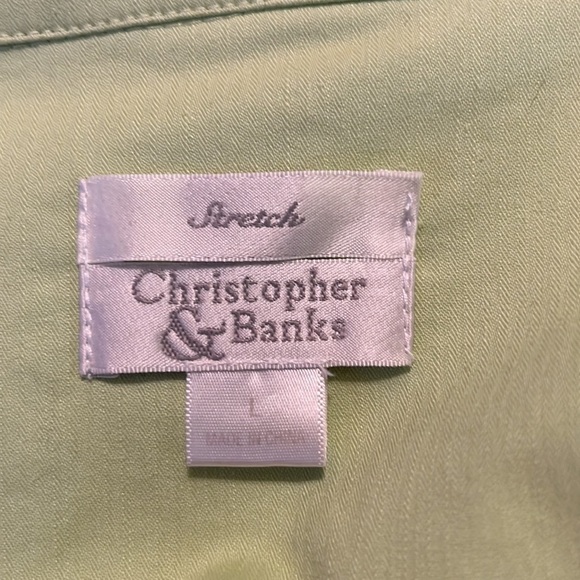 Stretch
Christopher
& Banks
L
MADE IN CHINA